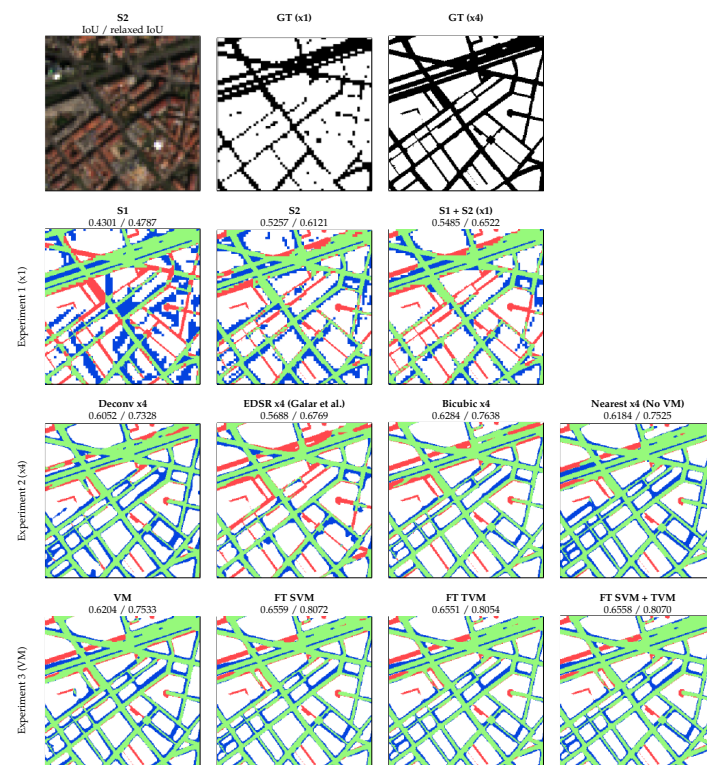 S2
IoU / relaxed IoU
GT (x1)
GT (x4)
Experiment 1 (x1)
S1
0.4301 / 0.4787
S2
0.5257 / 0.6121
S1 + S2 (x1)
0.5485 / 0.6522
Experiment 2 (x4)
Deconv x4
0.6052 / 0.7328
EDSR x4 (Galar et al.)
0.5688 / 0.6769
Bicubic x4
0.6284 / 0.7638
Nearest x4 (No VM)
0.6184 / 0.7525
Experiment 3 (VM)
VM
0.6204 / 0.7533
FT SVM
0.6559 / 0.8072
FT TVM
0.6551 / 0.8054
FT SVM + TVM
0.6558 / 0.8070